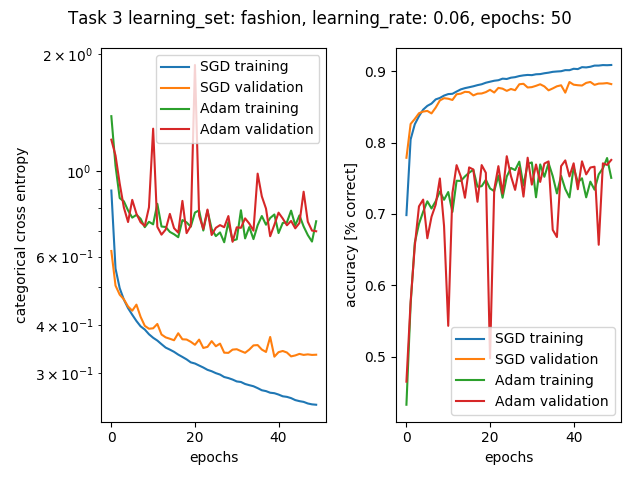 Task 3 learning_set: fashion, learning_rate: 0.06, epochs: 50
categorical cross entropy
2 × 10⁰
10⁰
6 × 10⁻¹
4 × 10⁻¹
3 × 10⁻¹
SGD training
SGD validation
Adam training
Adam validation
0
20
40
epochs
accuracy [% correct]
0.9
0.8
0.7
0.6
0.5
SGD training
SGD validation
Adam training
Adam validation
0
20
40
epochs